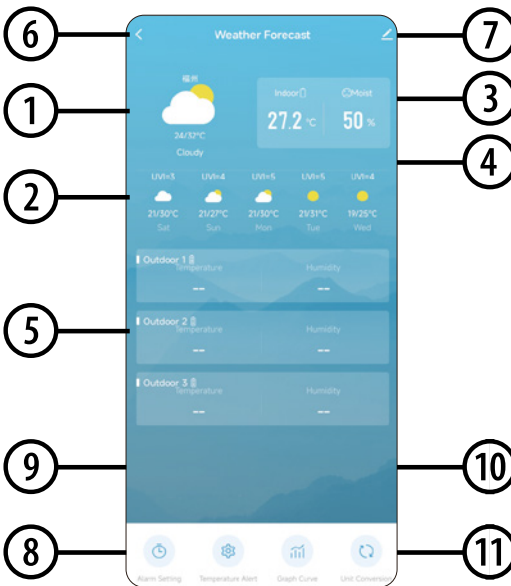 6
Weather Forecast
7
福州
1
24/32°C
Cloudy
Indoor
Moist
27.2 °C
50 %
3
4
2
UVI=3 UVI=4 UVI=5 UVI=5 UVI=4
21/30°C 21/27°C 21/30°C 21/31°C 19/25°C
Sat Sun Mon Tue Wed
Outdoor 1
Temperature Humidity
-- --
5
Outdoor 2
Temperature Humidity
-- --
Outdoor 3
Temperature Humidity
-- --
9
10
8
11
Alarm Setting Temperature Alert Graph Curve Unit Conversion